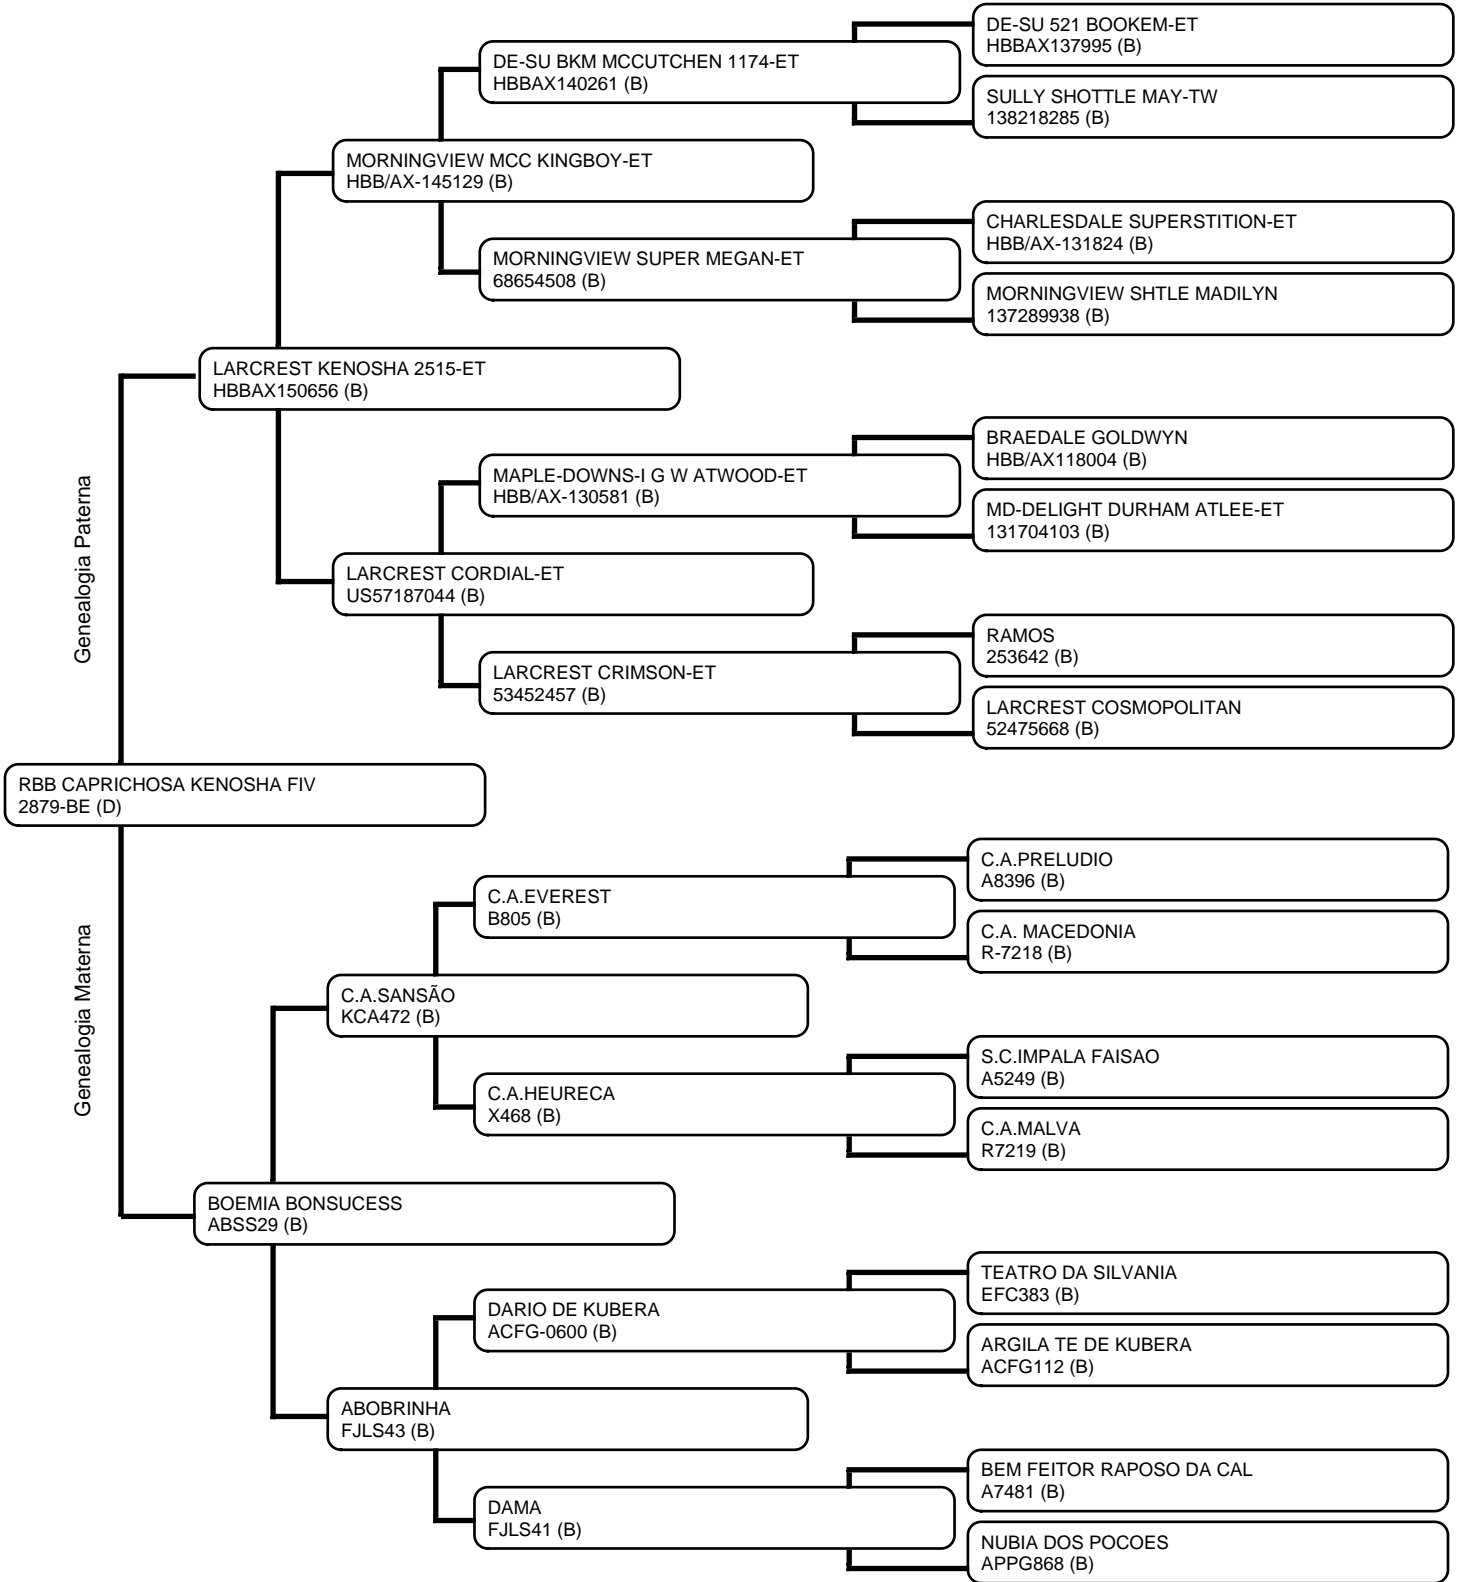 DE-SU 521 BOOKEM-ET
HBBAX137995 (B)
DE-SU BKM MCCUTCHEN 1174-ET
HBBAX140261 (B)
SULLY SHOTTLE MAY-TW
138218285 (B)
MORNINGVIEW MCC KINGBOY-ET
HBB/AX-145129 (B)
CHARLESDALE SUPERSTITION-ET
HBB/AX-131824 (B)
MORNINGVIEW SUPER MEGAN-ET
68654508 (B)
MORNINGVIEW SHTLE MADILYN
137289938 (B)
LARCREST KENOSHA 2515-ET
HBBAX150656 (B)
BRAEDALE GOLDWYN
HBB/AX118004 (B)
MAPLE-DOWNS-I G W ATWOOD-ET
HBB/AX-130581 (B)
MD-DELIGHT DURHAM ATLEE-ET
131704103 (B)
Genealogia Paterna
LARCREST CORDIAL-ET
US57187044 (B)
RAMOS
253642 (B)
LARCREST CRIMSON-ET
53452457 (B)
LARCREST COSMOPOLITAN
52475668 (B)
RBB CAPRICHOSA KENOSHA FIV
2879-BE (D)
C.A.PRELUDIO
A8396 (B)
C.A.EVEREST
B805 (B)
C.A. MACEDONIA
R-7218 (B)
Genealogia Materna
C.A.SANSÃO
KCA472 (B)
S.C.IMPALA FAISAO
A5249 (B)
C.A.HEURECA
X468 (B)
C.A.MALVA
R7219 (B)
BOEMIA BONSUCESS
ABSS29 (B)
TEATRO DA SILVANIA
EFC383 (B)
DARIO DE KUBERA
ACFG-0600 (B)
ARGILA TE DE KUBERA
ACFG112 (B)
ABOBRINHA
FJLS43 (B)
BEM FEITOR RAPOSO DA CAL
A7481 (B)
DAMA
FJLS41 (B)
NUBIA DOS POCOES
APPG868 (B)